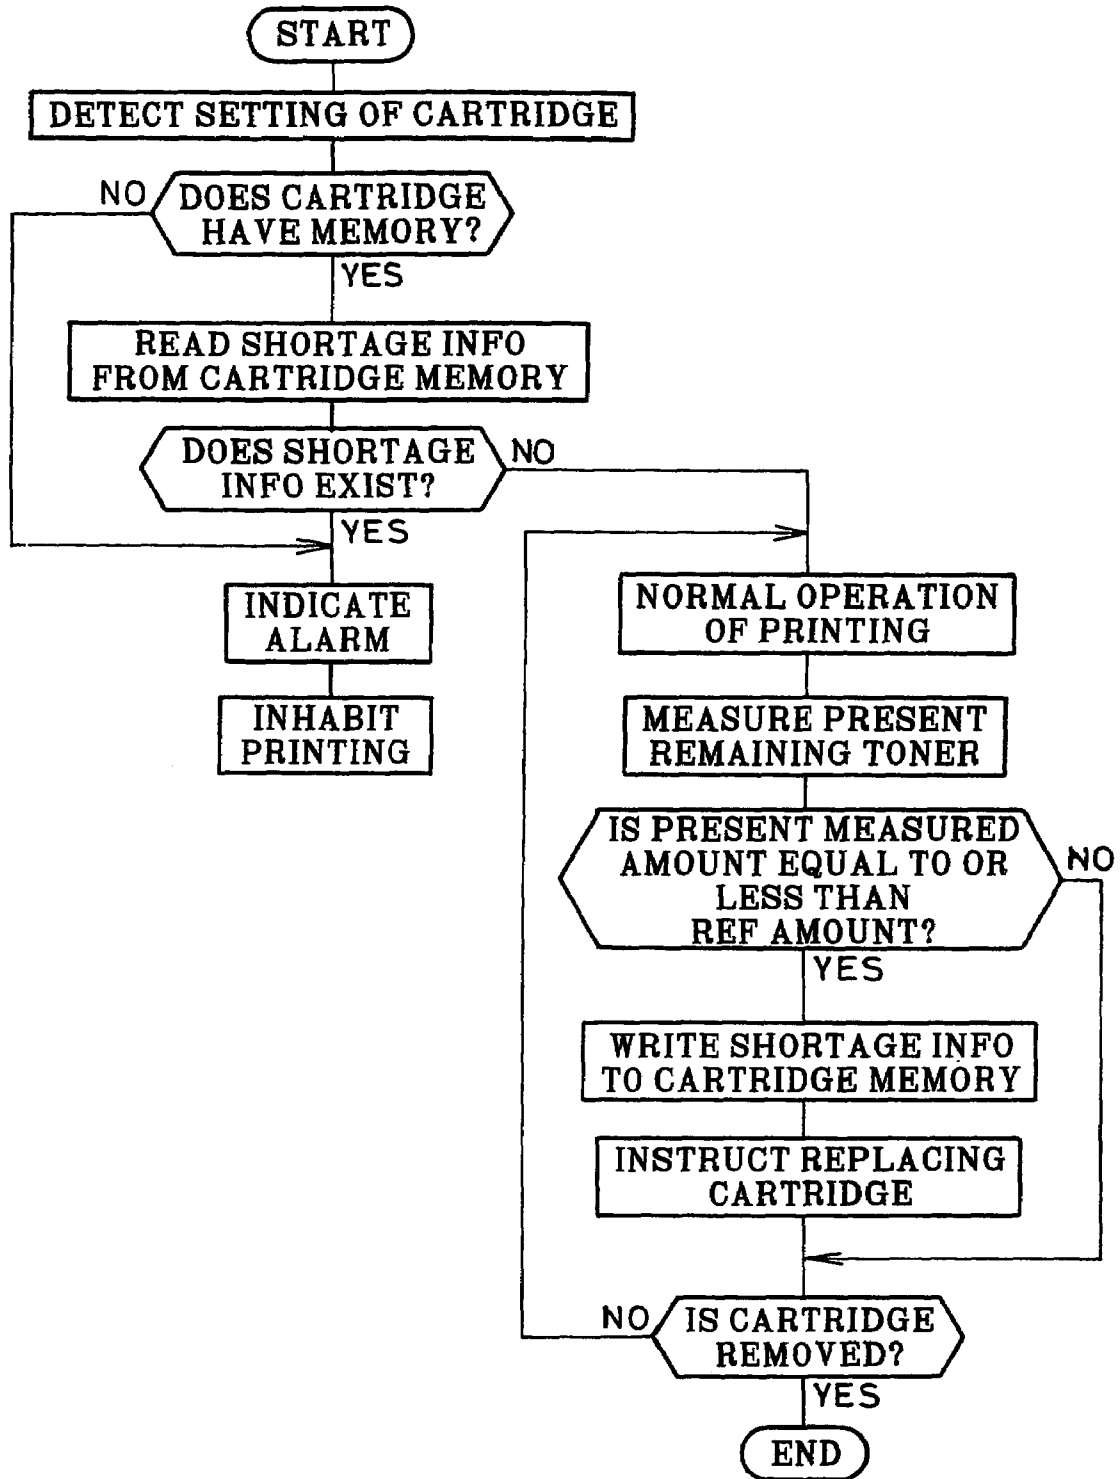 START
DETECT SETTING OF CARTRIDGE
NO
DOES CARTRIDGE
HAVE MEMORY?
YES
READ SHORTAGE INFO
FROM CARTRIDGE MEMORY
DOES SHORTAGE
INFO EXIST?
NO
YES
INDICATE
ALARM
INHABIT
PRINTING
NORMAL OPERATION
OF PRINTING
MEASURE PRESENT
REMAINING TONER
IS PRESENT MEASURED
AMOUNT EQUAL TO OR
LESS THAN
REF AMOUNT?
NO
YES
WRITE SHORTAGE INFO
TO CARTRIDGE MEMORY
INSTRUCT REPLACING
CARTRIDGE
NO
IS CARTRIDGE
REMOVED?
YES
END